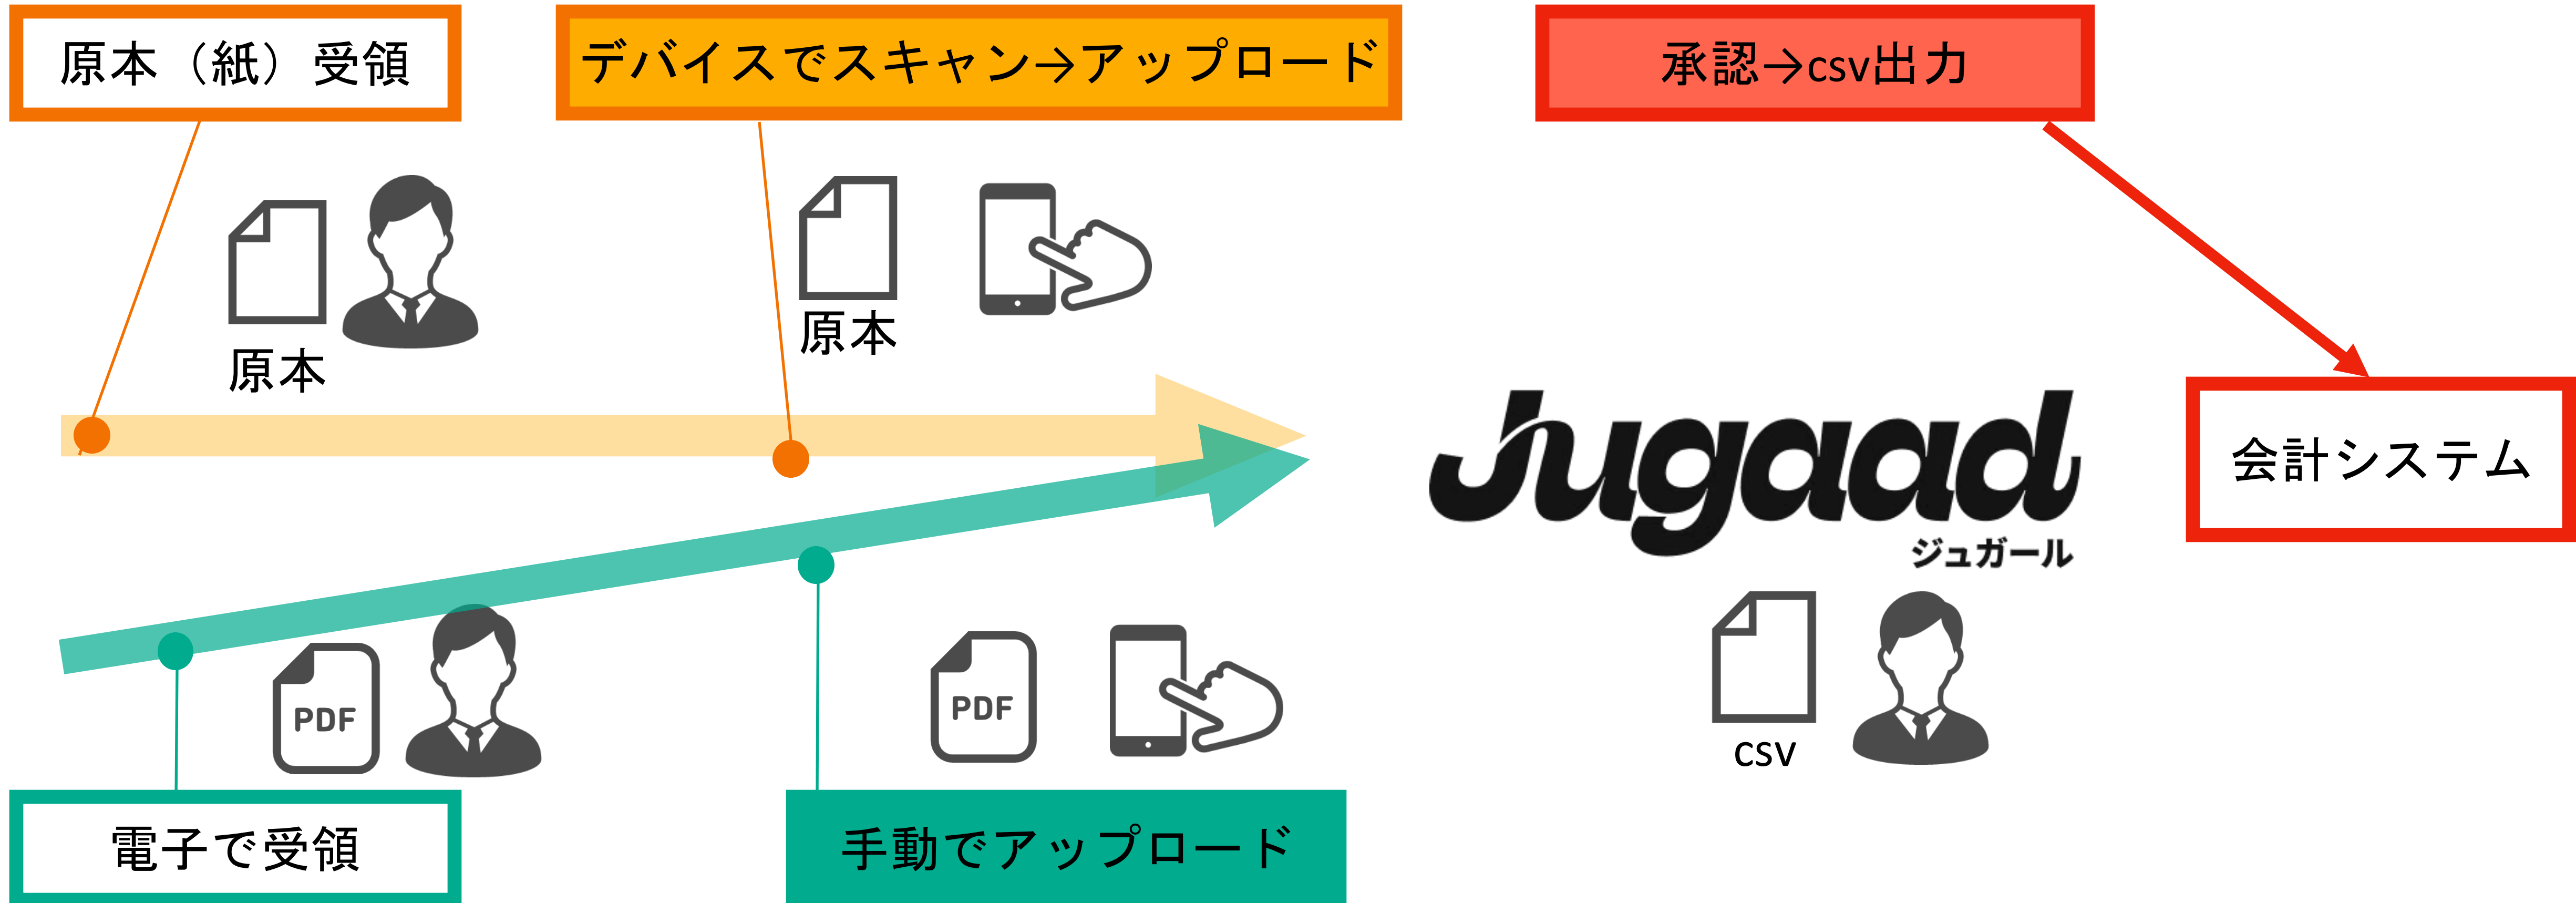 原本（紙）受領
デバイスでスキャン→アップロード
承認→csv出力
原本
原本
Jugaad
ジュガール
会計システム
PDF
PDF
csv
電子で受領
手動でアップロード